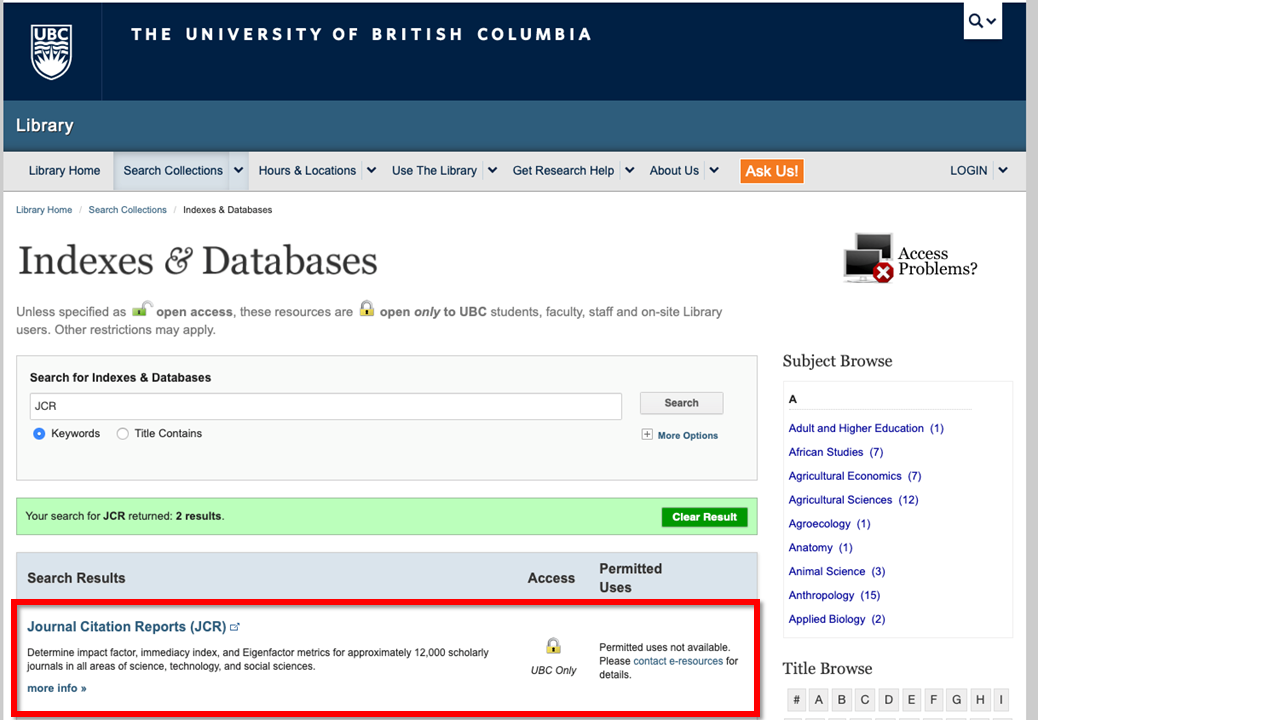 UBC
THE UNIVERSITY OF BRITISH COLUMBIA
Library
Library Home Search Collections Hours & Locations Use The Library Get Research Help About Us Ask Us! LOGIN
Library Home / Search Collections / Indexes & Databases
Indexes & Databases
Access
Problems?
Unless specified as open access, these resources are open only to UBC students, faculty, staff and on-site Library
users. Other restrictions may apply.
Search for Indexes & Databases
JCR
Search
Keywords Title Contains
More Options
Your search for JCR returned: 2 results.
Clear Result
Search Results Access Permitted
Uses
Journal Citation Reports (JCR)
Determine impact factor, immediacy index, and Eigenfactor metrics for approximately 12,000 scholarly
journals in all areas of science, technology, and social sciences.
more info »
UBC Only
Permitted uses not available.
Please contact e-resources for
details.
Subject Browse
A
Adult and Higher Education (1)
African Studies (7)
Agricultural Economics (7)
Agricultural Sciences (12)
Agroecology (1)
Anatomy (1)
Animal Science (3)
Anthropology (15)
Applied Biology (2)
Title Browse
# A B C D E F G H I